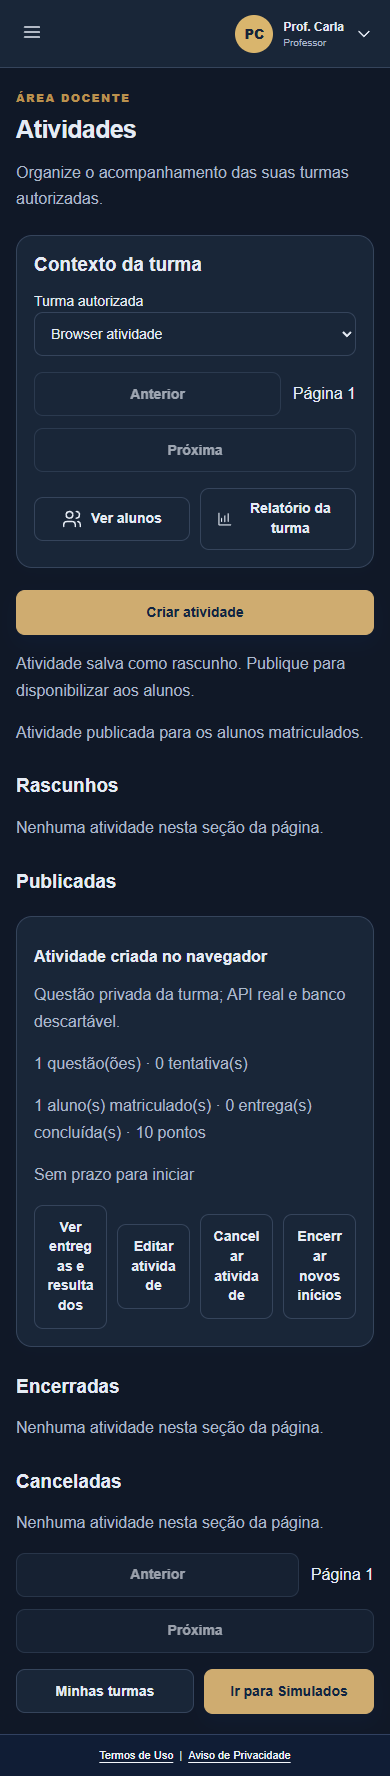 PC
Prof. Carla
Professor
ÁREA DOCENTE
Atividades
Organize o acompanhamento das suas turmas
autorizadas.
Contexto da turma
Turma autorizada
Browser atividade
Anterior
Página 1
Próxima
Ver alunos
Relatório da
turma
Criar atividade
Atividade salva como rascunho. Publique para
disponibilizar aos alunos.
Atividade publicada para os alunos matriculados.
Rascunhos
Nenhuma atividade nesta seção da página.
Publicadas
Atividade criada no navegador
Questão privada da turma; API real e banco
descartável.
1 questão(ões) · 0 tentativa(s)
1 aluno(s) matriculado(s) · 0 entrega(s)
concluída(s) · 10 pontos
Sem prazo para iniciar
Ver
entreg
as e
resulta
dos
Editar
ativida
de
Cancel
ar
ativida
de
Encerr
ar
novos
inícios
Encerradas
Nenhuma atividade nesta seção da página.
Canceladas
Nenhuma atividade nesta seção da página.
Anterior
Página 1
Próxima
Minhas turmas
Ir para Simulados
Termos de Uso | Aviso de Privacidade